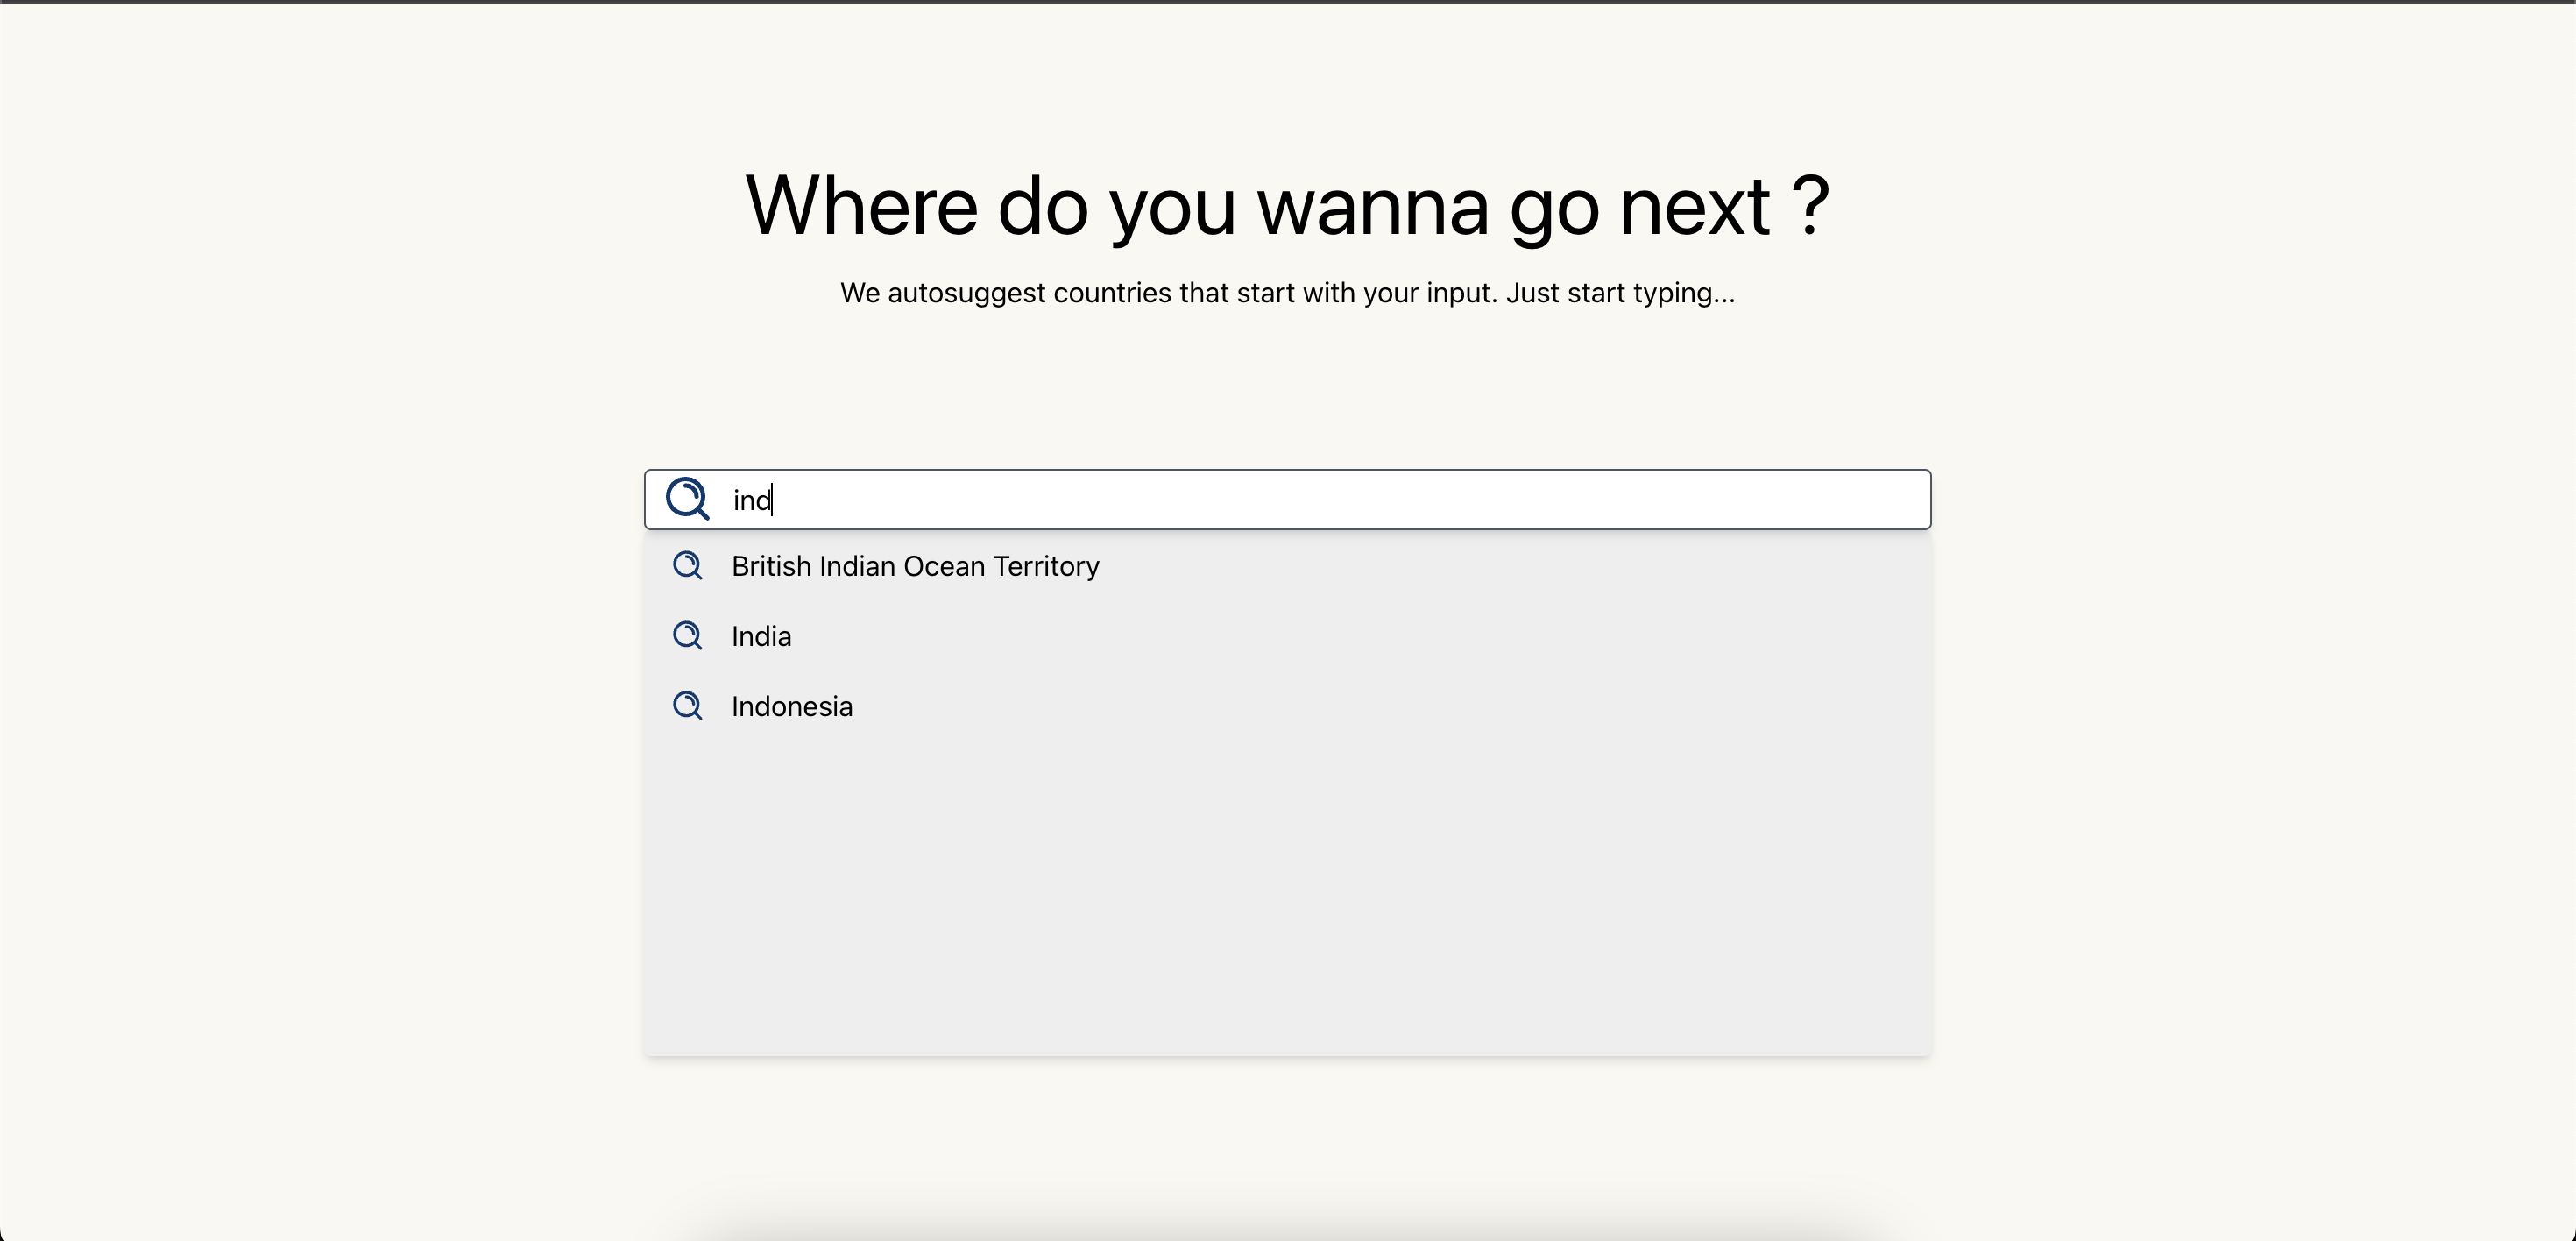 Where do you wanna go next ?
We autosuggest countries that start with your input. Just start typing...
ind
British Indian Ocean Territory
India
Indonesia